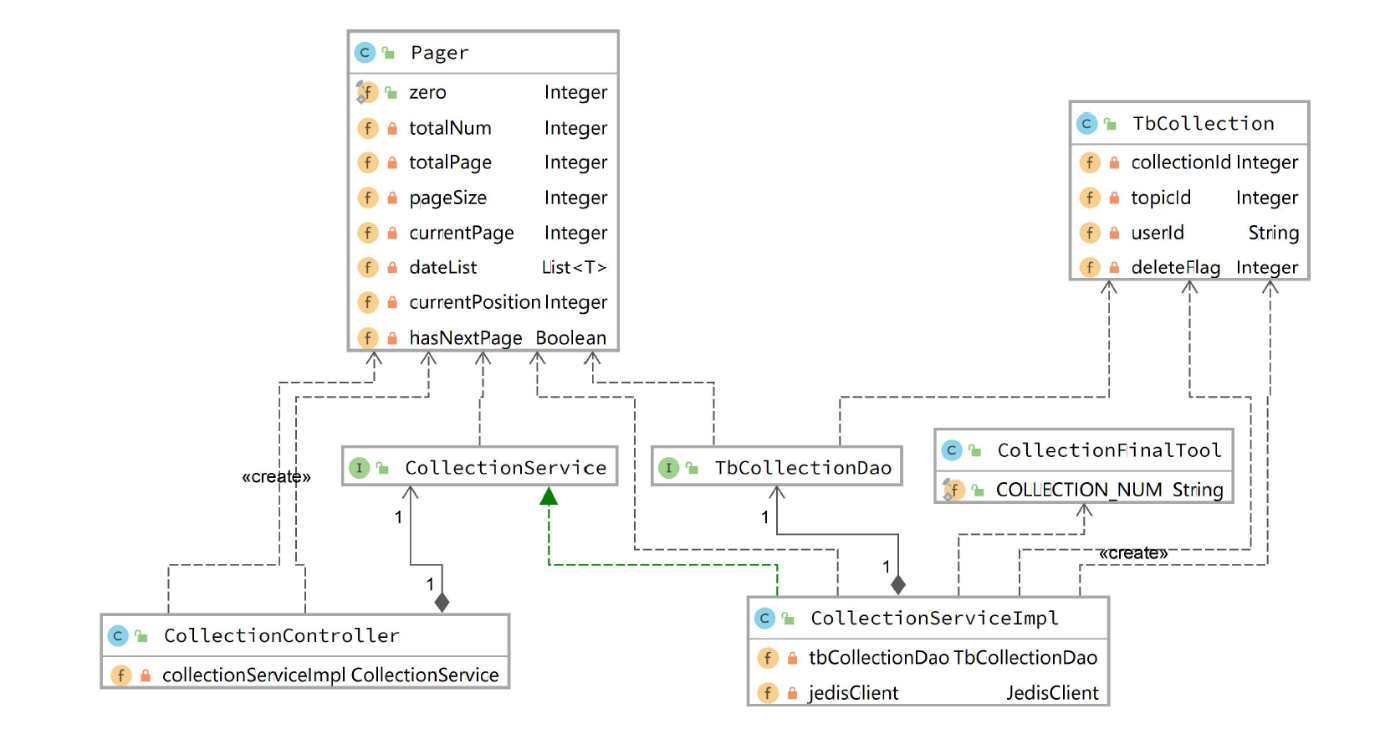 Pager
zero Integer
totalNum Integer
totalPage Integer
pageSize Integer
currentPage Integer
dateList List<T>
currentPosition Integer
hasNextPage Boolean
TbCollection
collectionId Integer
topicId Integer
userId String
deleteFlag Integer
CollectionService
TbCollectionDao
CollectionFinalTool
COLLECTION_NUM String
«create»
1
1
1
1
«create»
CollectionController
collectionServiceImpl CollectionService
CollectionServiceImpl
tbCollectionDao TbCollectionDao
jedisClient JedisClient